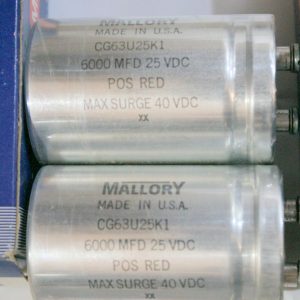 MALLORY
MADE IN U.S.A.
CG63U25K1
6000 MFD 25 VDC
POS RED
MAX SURGE 40 VDC
XX
MALLORY
MADE IN U.S.A.
CG63U25K1
6000 MFD 25 VDC
POS RED
MAX SURGE 40 VDC
XX